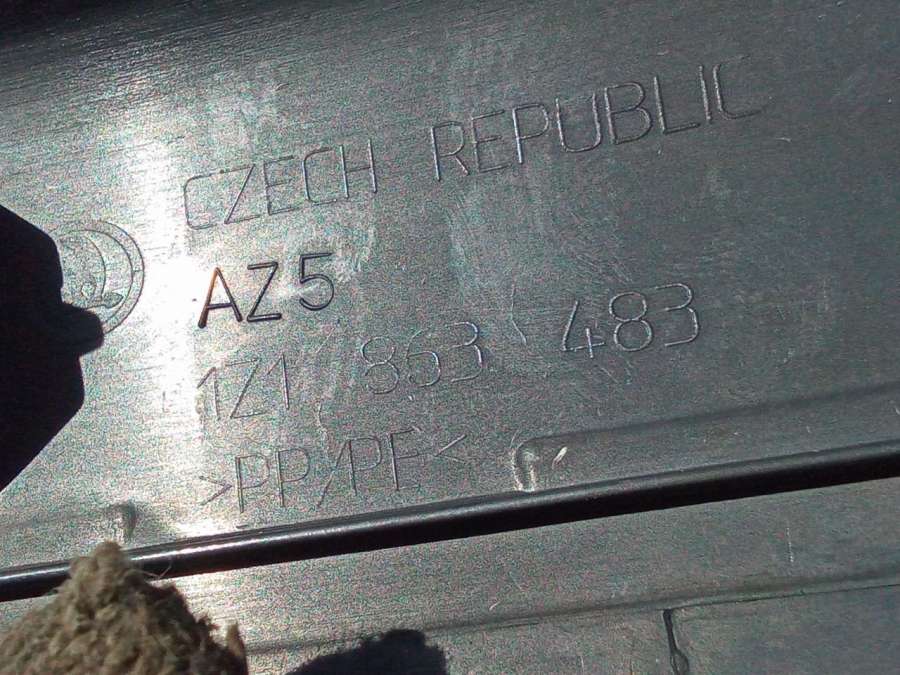 CZECH REPUBLIC
AZ5
1Z1 863 483
>PP/PE<